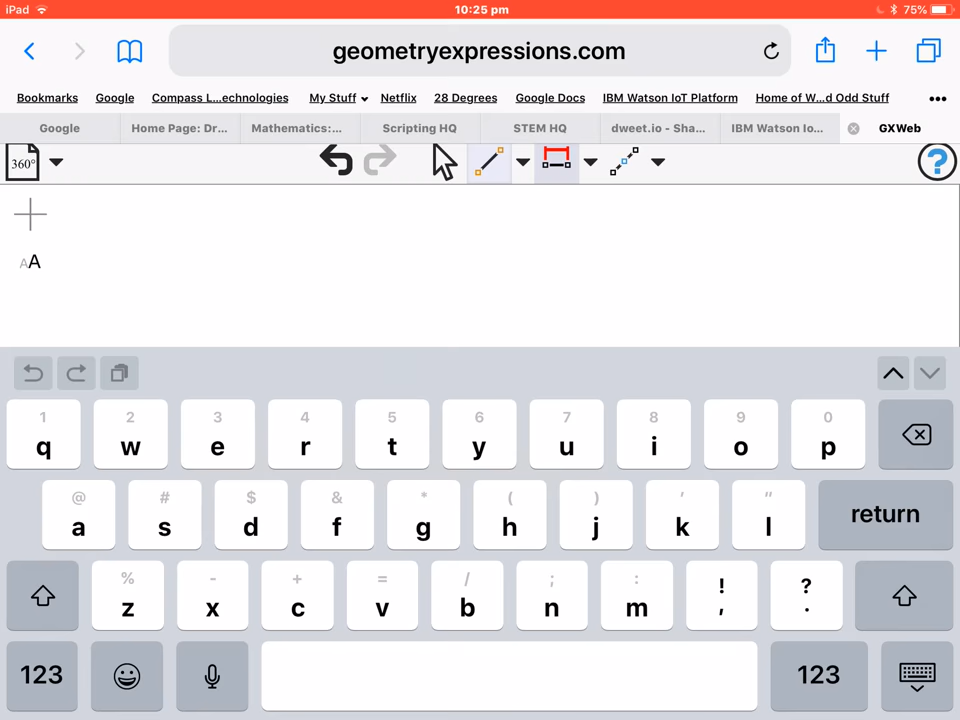 iPad 10:25 pm 75%
geometryexpressions.com
Bookmarks Google Compass L...echnologies My Stuff Netflix 28 Degrees Google Docs IBM Watson IoT Platform Home of W...d Odd Stuff •••
Google Home Page: Dr... Mathematics:... Scripting HQ STEM HQ dweet.io - Sha... IBM Watson Io... GXWeb
360° ?
AA
1 2 3 4 5 6 7 8 9 0
q w e r t y u i o p
@ # $ & * ( ) ' "
a s d f g h j k l return
% - + = / ; : ! ?
z x c v b n m , .
123 123